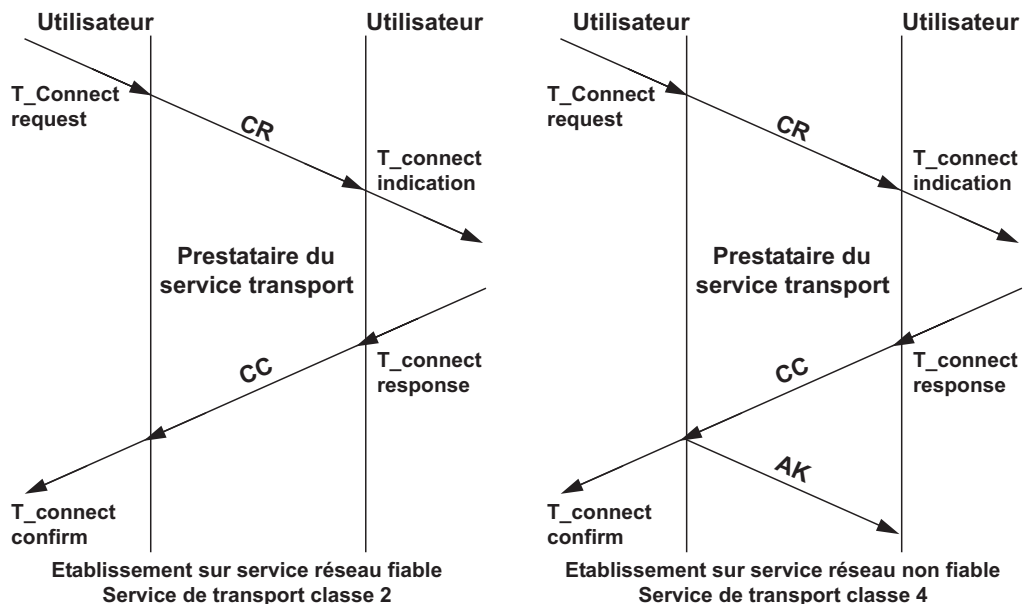 Utilisateur
Utilisateur
T_Connect
request
CR
T_connect
indication
Prestataire du
service transport
CC
T_connect
response
T_connect
confirm
Etablissement sur service réseau fiable
Service de transport classe 2
Utilisateur
Utilisateur
T_Connect
request
CR
T_connect
indication
Prestataire du
service transport
CC
T_connect
response
AK
T_connect
confirm
Etablissement sur service réseau non fiable
Service de transport classe 4